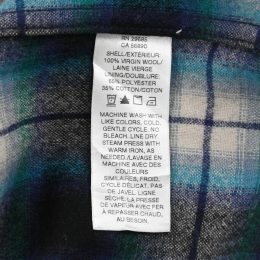 RN 29685
CA 56890
SHELL/EXTÉRIEUR
100% VIRGIN WOOL/
LAINE VIERGE
LINING/DOUBLURE:
65% POLYESTER
35% COTTON/COTON
MACHINE WASH WITH
LIKE COLORS, COLD,
GENTLE CYCLE. NO
BLEACH. LINE DRY.
STEAM PRESS WITH
WARM IRON, AS
NEEDED./LAVAGE EN
MACHINE AVEC DES
COULEURS
SIMILAIRES, FROID,
CYCLE DÉLICAT. PAS
DE JAVEL. LIGNE
SÈCHE. LA PRESSE
DE VAPEUR AVEC FER
À REPASSER CHAUD,
AU BESOIN.